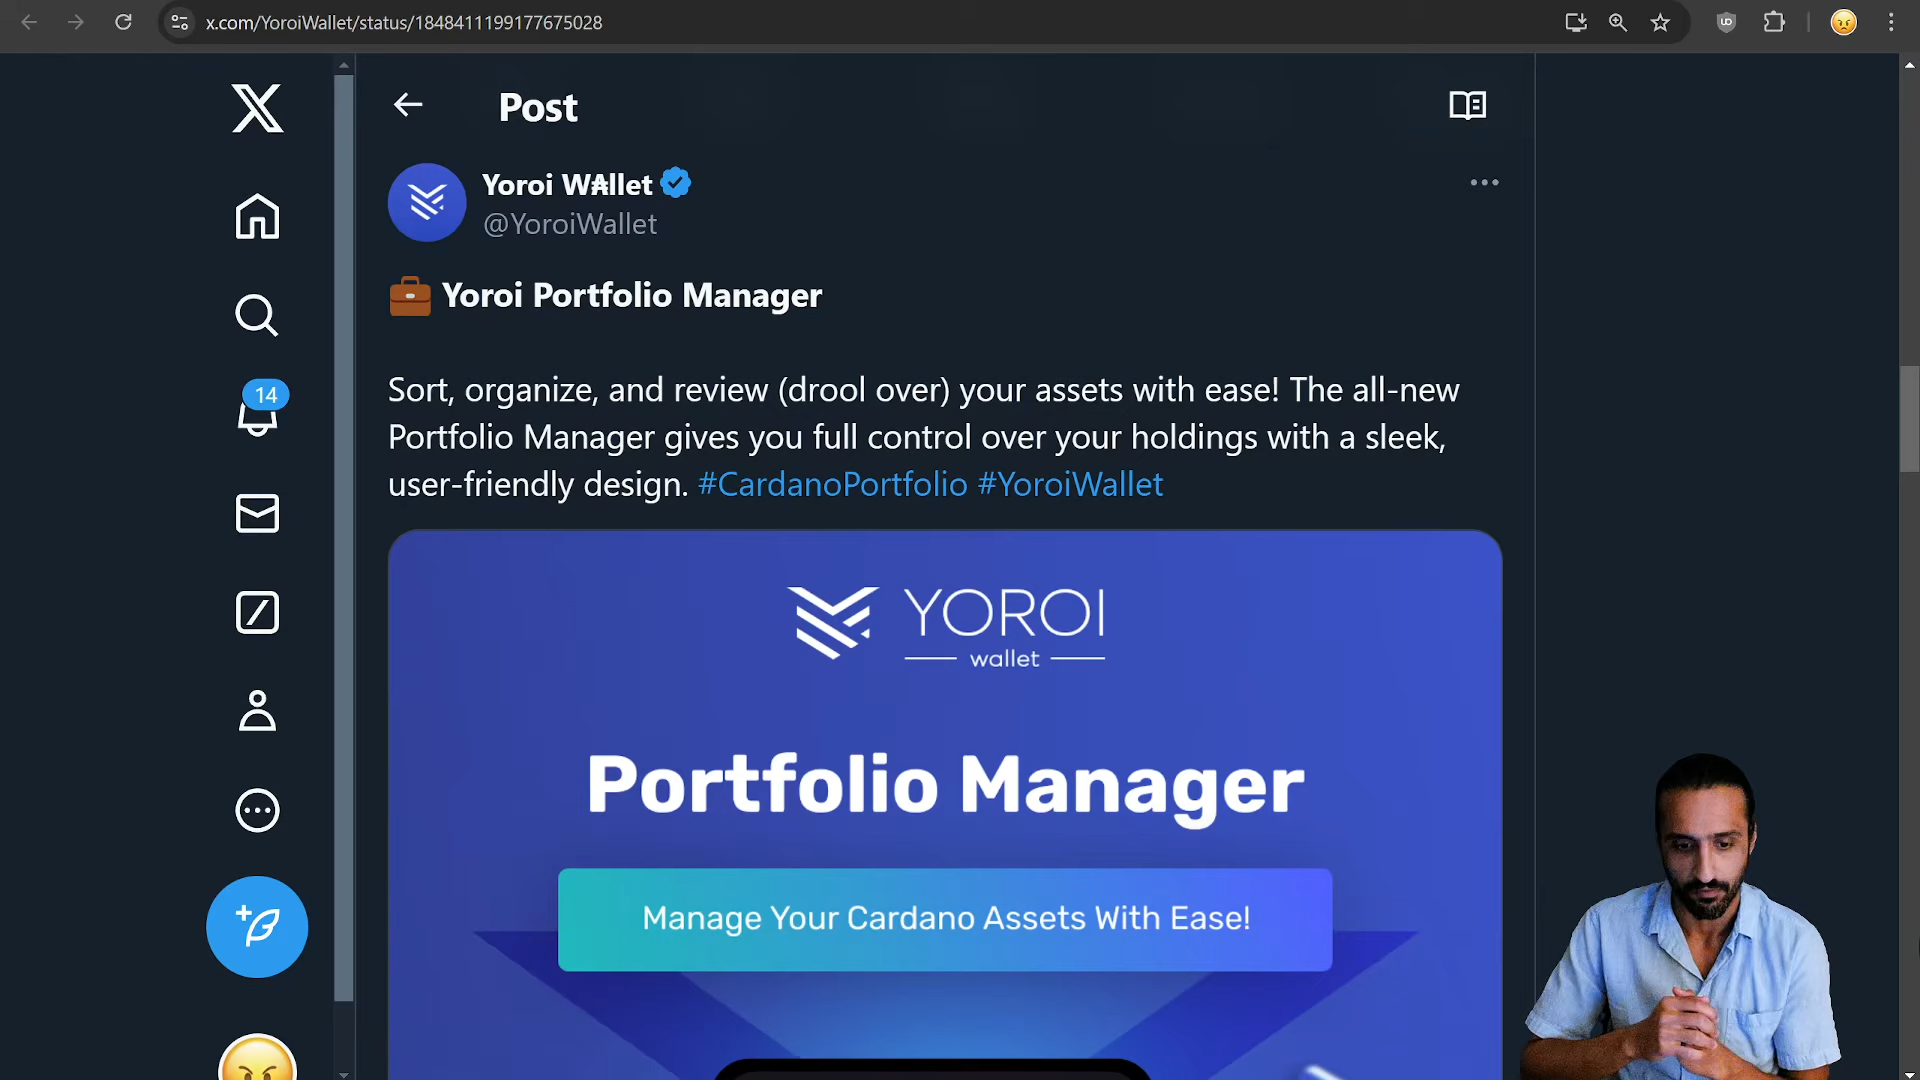 x.com/YoroiWallet/status/1848411199177675028
Post
Yoroi W₳llet
@YoroiWallet
Yoroi Portfolio Manager
Sort, organize, and review (drool over) your assets with ease! The all-new
Portfolio Manager gives you full control over your holdings with a sleek,
user-friendly design. #CardanoPortfolio #YoroiWallet
14
YOROI
wallet
Portfolio Manager
Manage Your Cardano Assets With Ease!